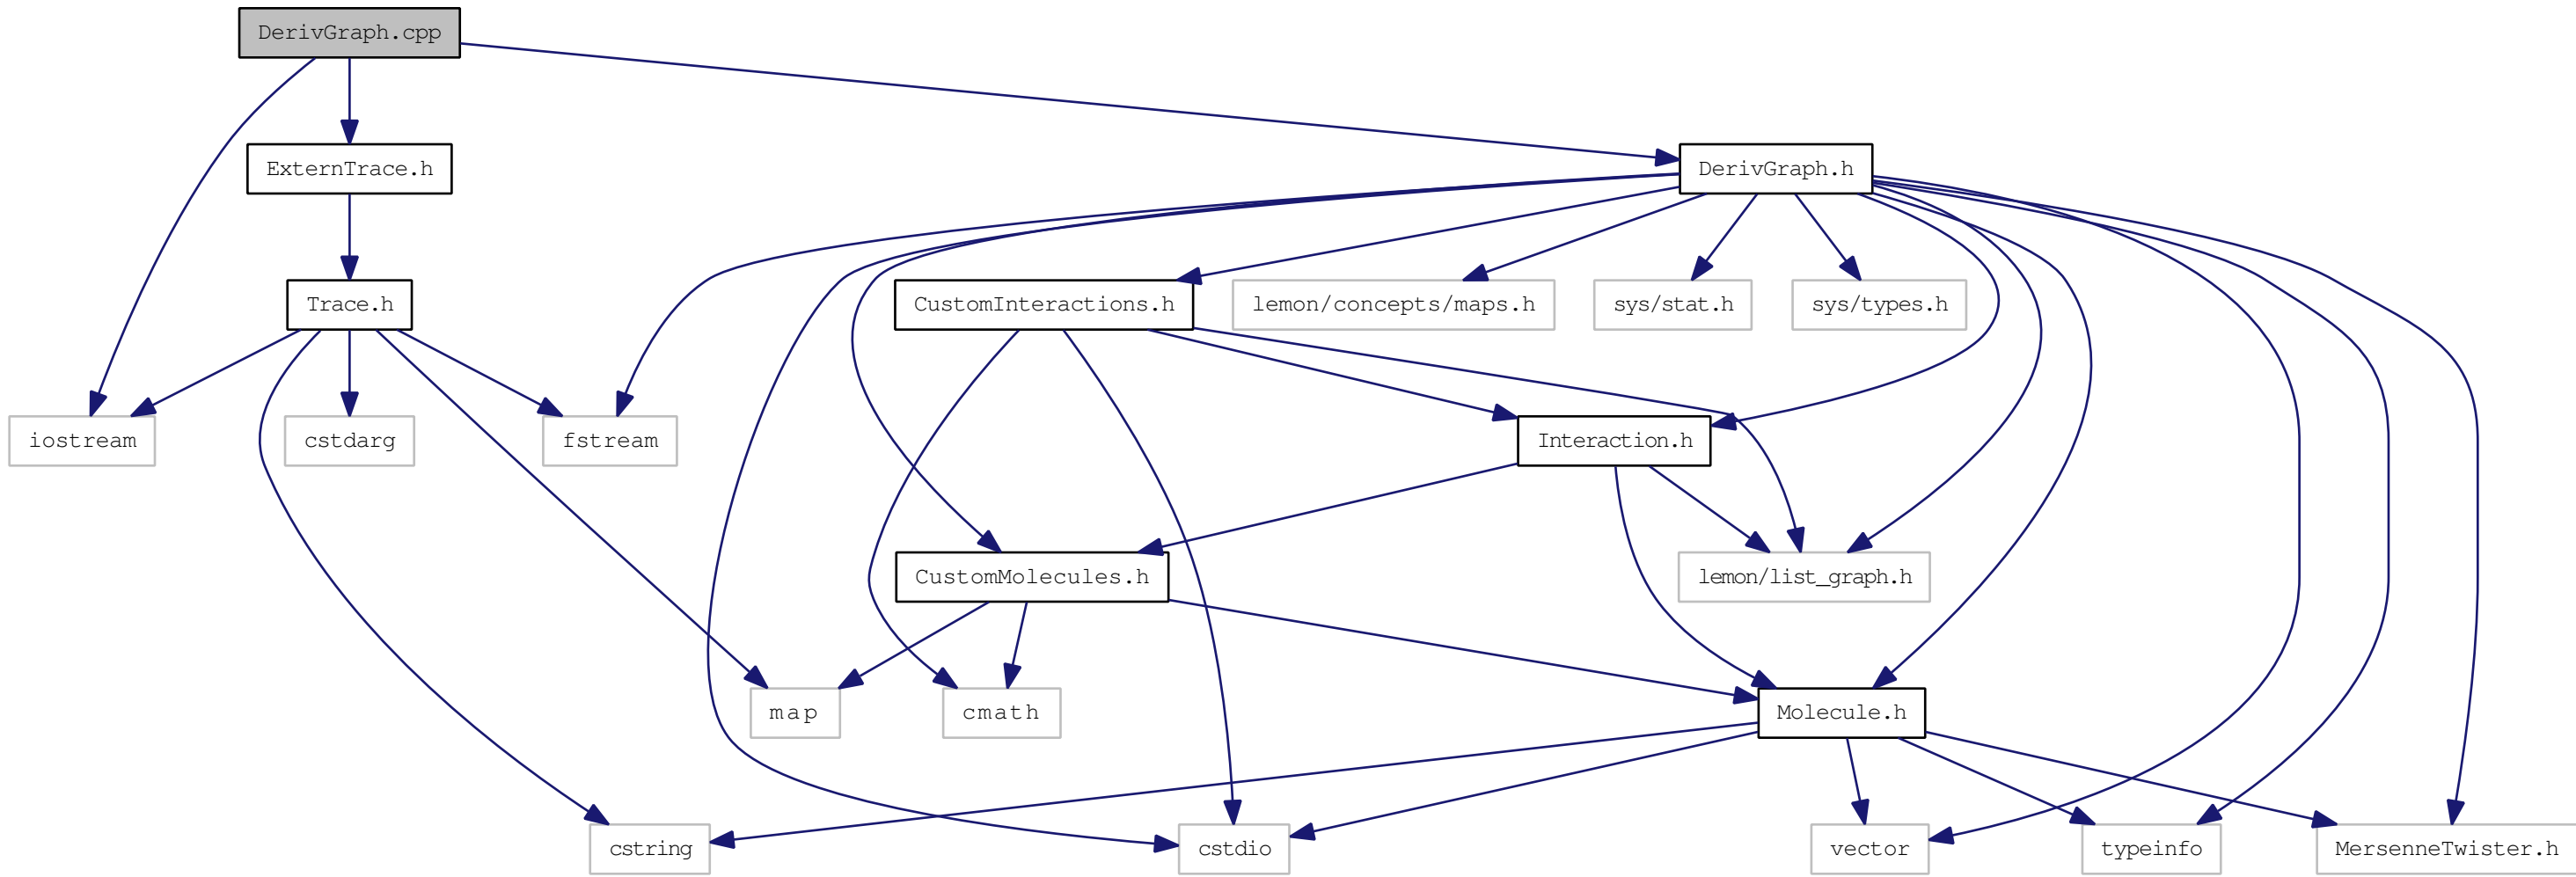 DerivGraph.cpp
ExternTrace.h
DerivGraph.h
Trace.h
CustomInteractions.h
lemon/concepts/maps.h
sys/stat.h
sys/types.h
iostream
cstdarg
fstream
Interaction.h
CustomMolecules.h
lemon/list_graph.h
map
cmath
Molecule.h
cstring
cstdio
vector
typeinfo
MersenneTwister.h